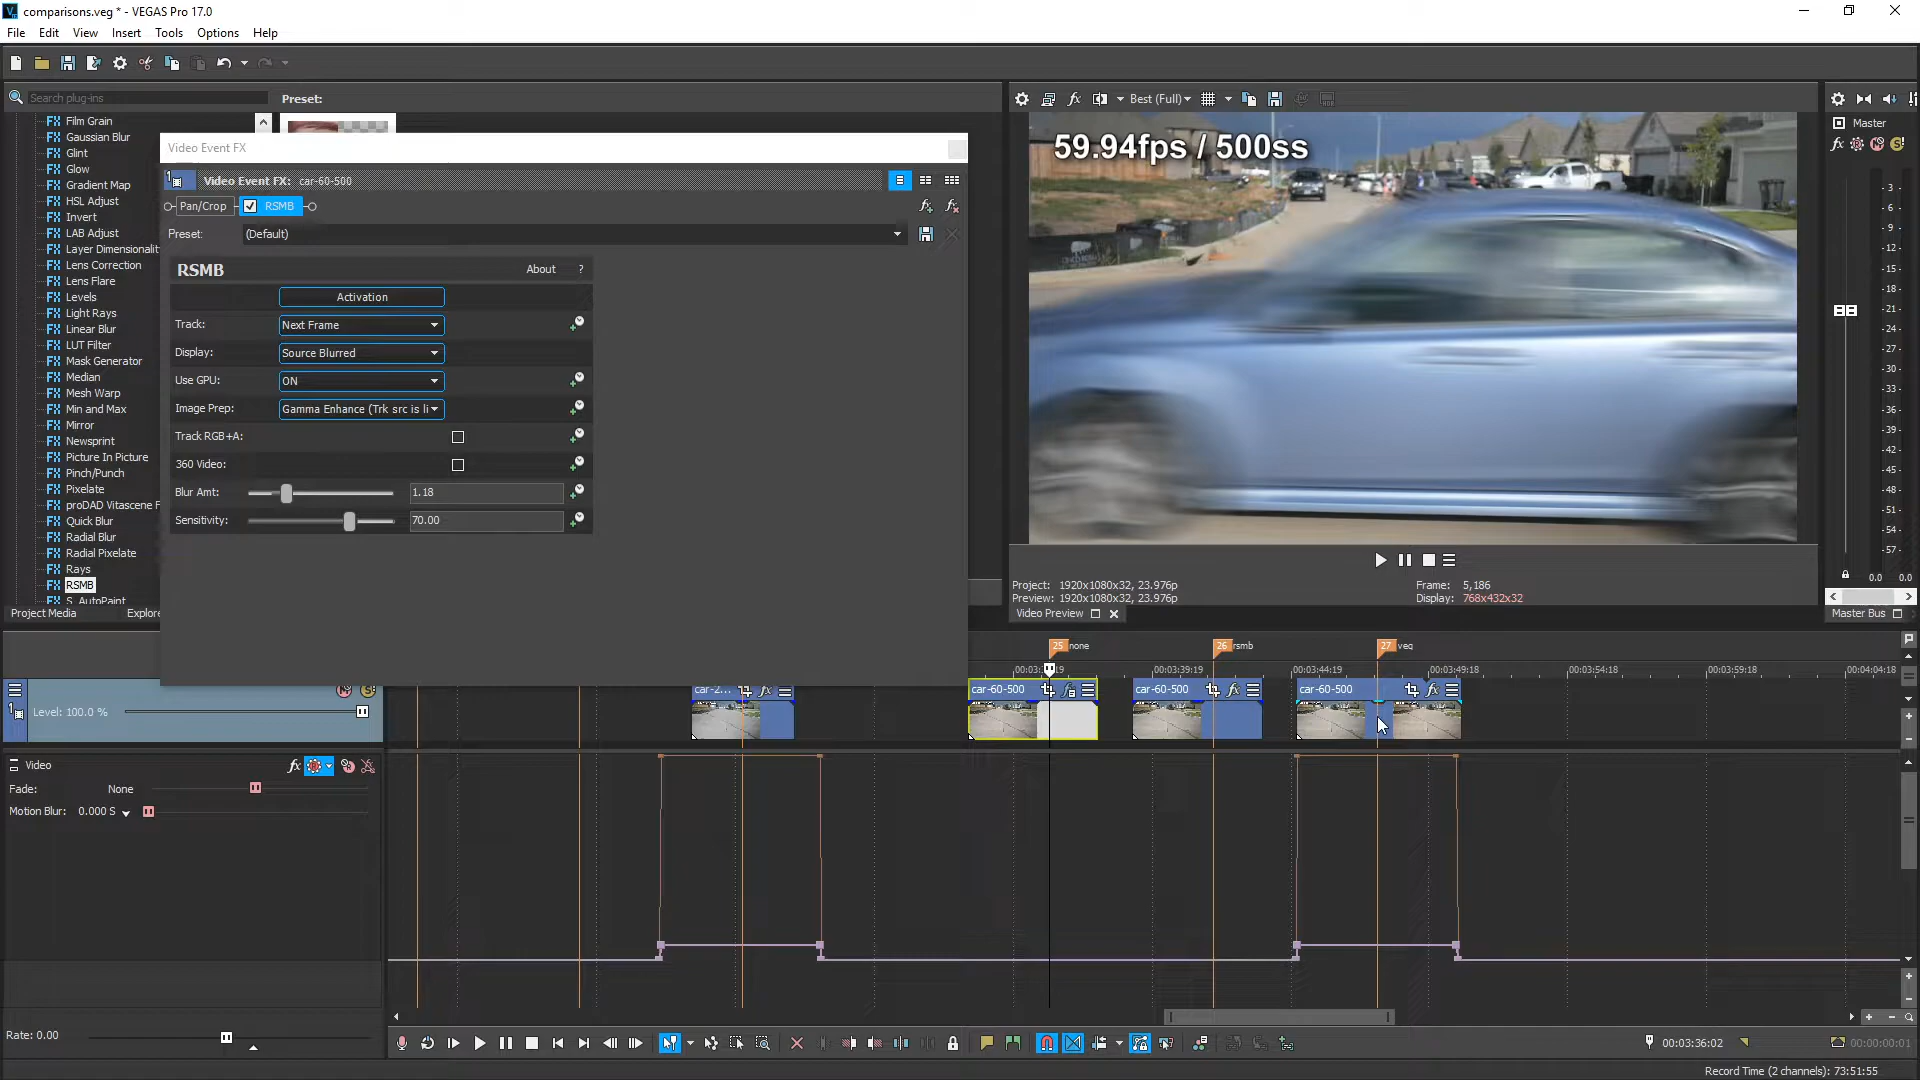 comparisons.veg * - VEGAS Pro 17.0
File Edit View Insert Tools Options Help
Search plug-ins
Preset:
Best (Full)
Master
FX Film Grain
FX Gaussian Blur
FX Glint
FX Glow
FX Gradient Map
FX HSL Adjust
FX Invert
FX LAB Adjust
FX Layer Dimensionalit
FX Lens Correction
FX Lens Flare
FX Levels
FX Light Rays
FX Linear Blur
FX LUT Filter
FX Mask Generator
FX Median
FX Mesh Warp
FX Min and Max
FX Mirror
FX Newsprint
FX Picture In Picture
FX Pinch/Punch
FX Pixelate
FX proDAD Vitascene F
FX Quick Blur
FX Radial Blur
FX Radial Pixelate
FX Rays
FX RSMB
FX S_AutoPaint
Project Media Explore
Video Event FX
Video Event FX: car-60-500
Pan/Crop RSMB
Preset: (Default)
RSMB About ?
Activation
Track: Next Frame
Display: Source Blurred
Use GPU: ON
Image Prep: Gamma Enhance (Trk src is li
Track RGB+A:
360 Video:
Blur Amt: 1.18
Sensitivity: 70.00
59.94fps / 500ss
Project: 1920x1080x32, 23.976p
Preview: 1920x1080x32, 23.976p
Frame: 5,186
Display: 768x432x32
Video Preview
- 3 -
- 6 -
- 9 -
-12-
-15-
-18-
-21-
-24-
-27-
-30-
-33-
-36-
-39-
-42-
-45-
-48-
-51-
-54-
-57-
0.0 0.0
Master Bus
25 none 26 rsmb 27 veq
00:03:39:19 00:03:44:19 00:03:49:18 00:03:54:18 00:03:59:18 00:04:04:18
car-2... car-60-500 car-60-500 car-60-500
1
Level: 100.0 %
Video
Fade: None
Motion Blur: 0.000 S
Rate: 0.00
00:03:36:02
00:00:00:01
Record Time (2 channels): 73:51:55